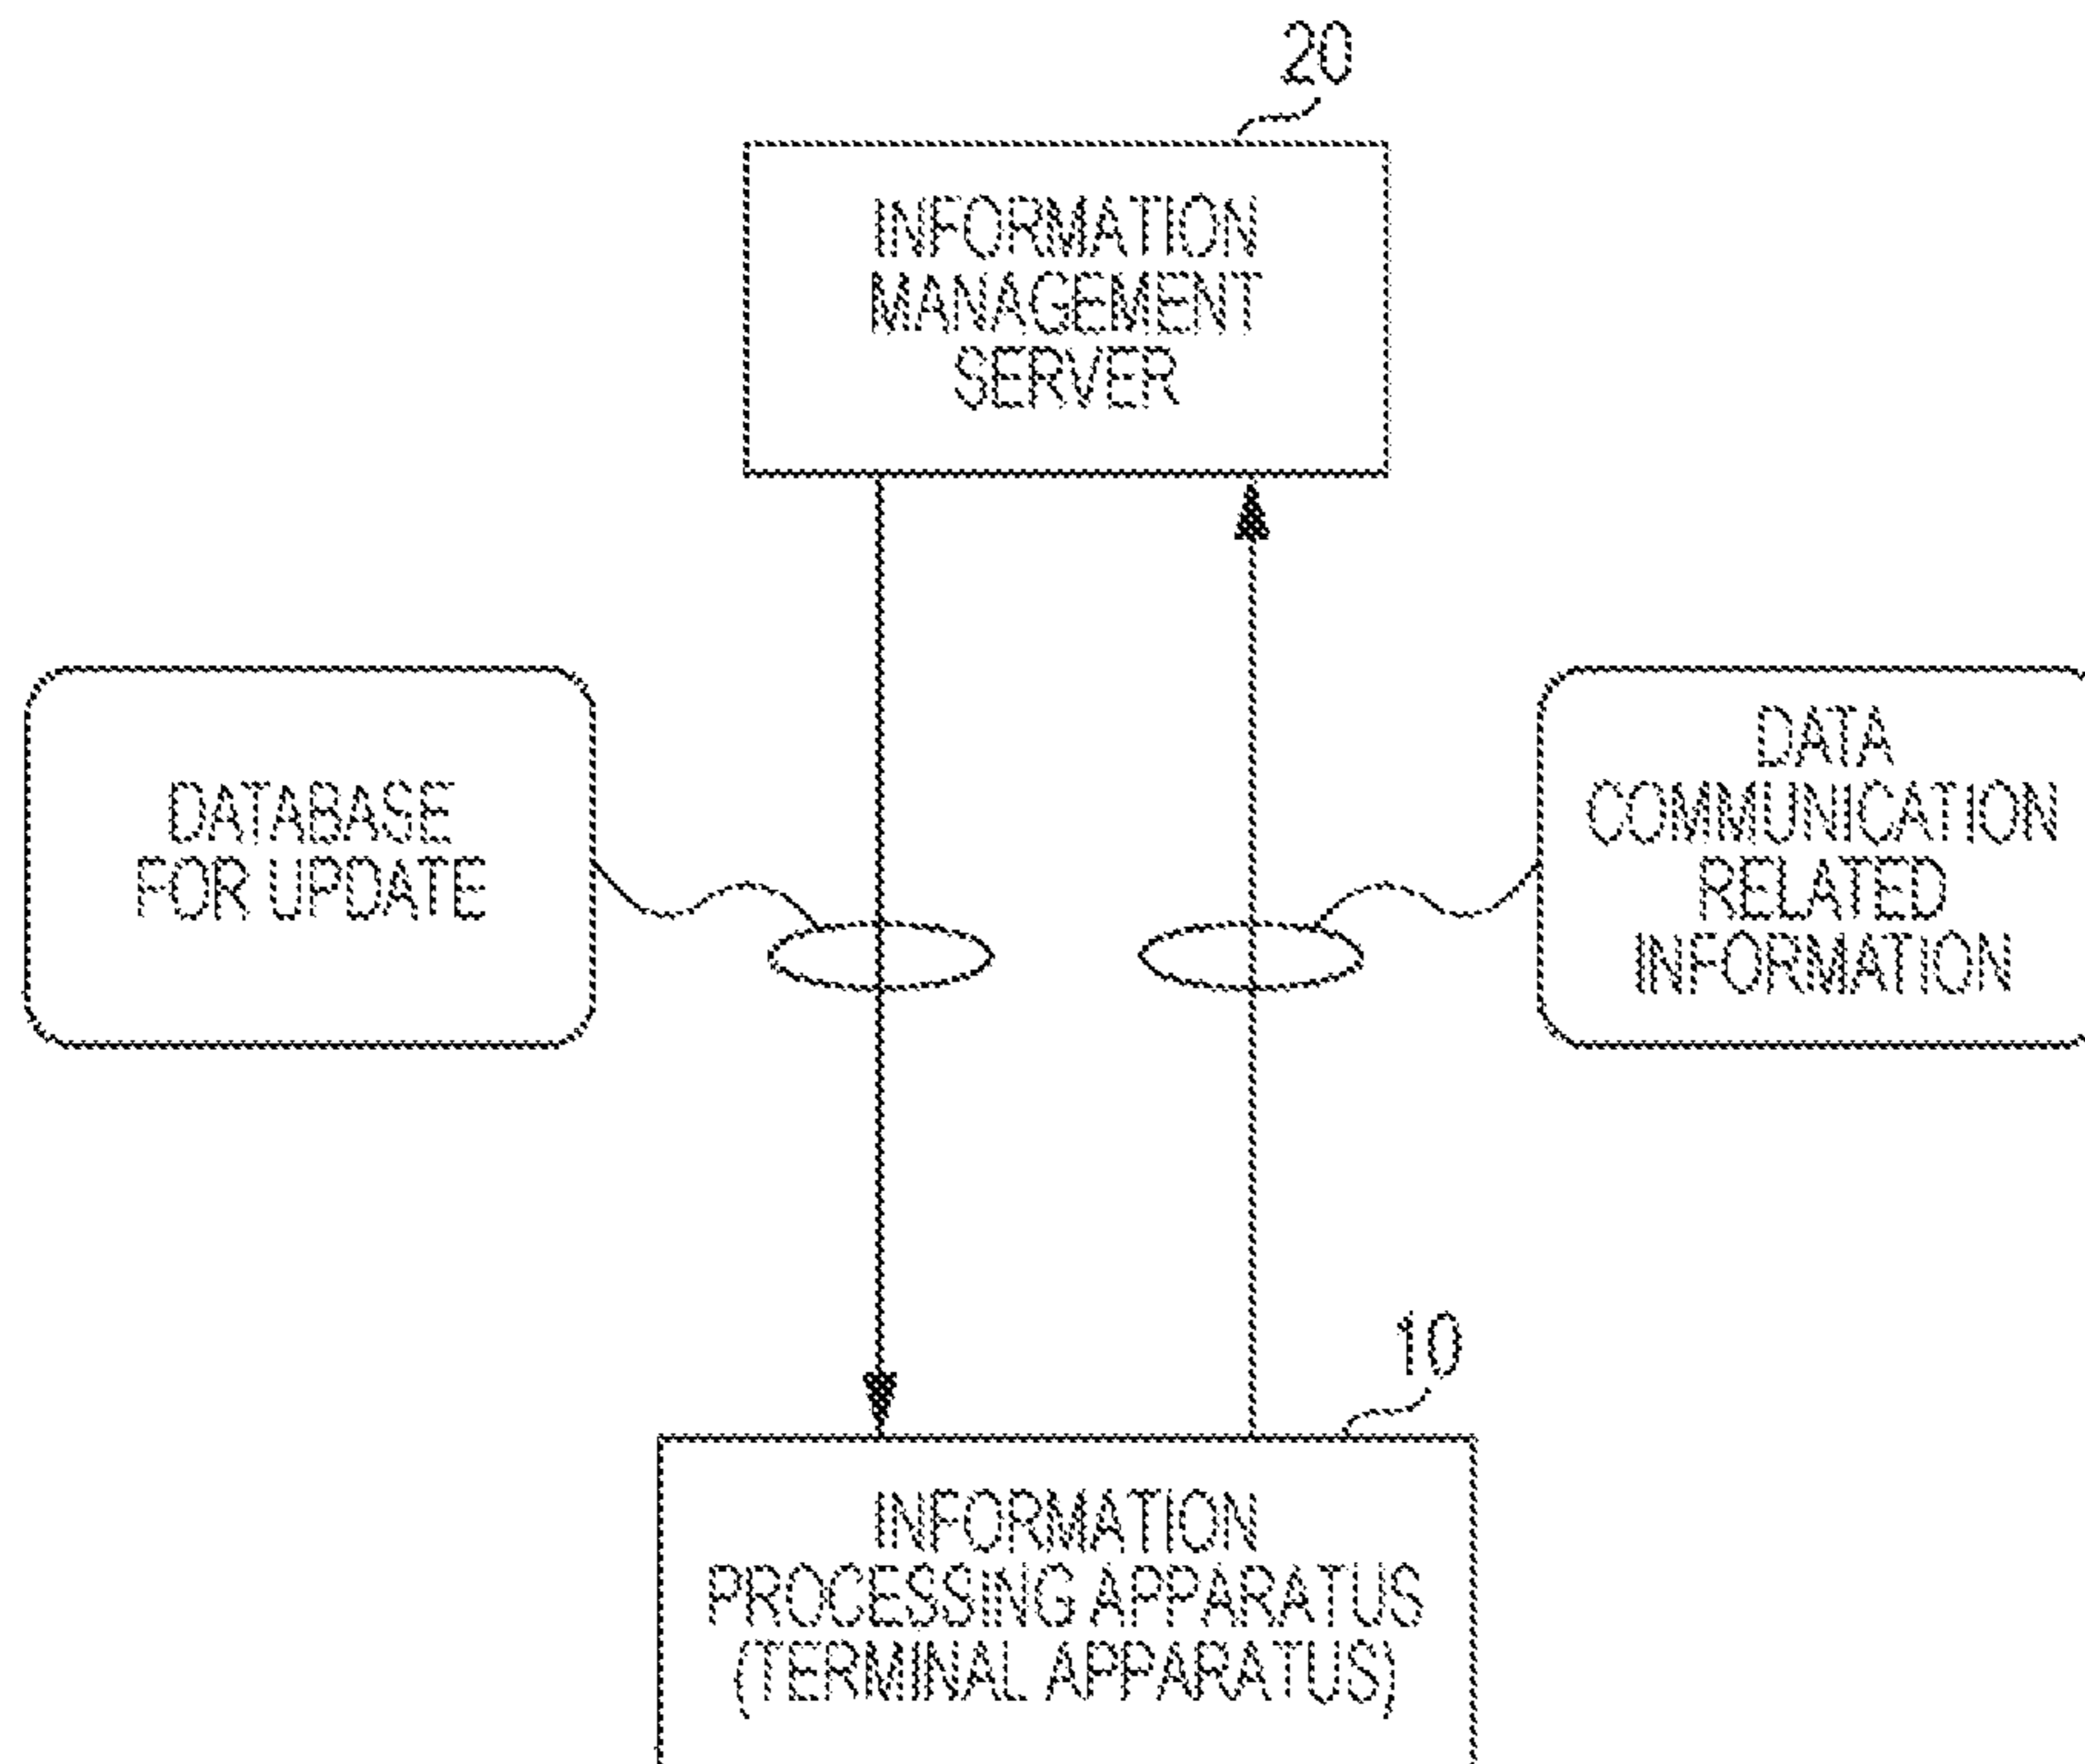 20
INFORMATION
MANAGEMENT
SERVER
DATABASE
FOR UPDATE
DATA
COMMUNICATION
RELATED
INFORMATION
10
INFORMATION
PROCESSING APPARATUS
(TERMINAL APPARATUS)